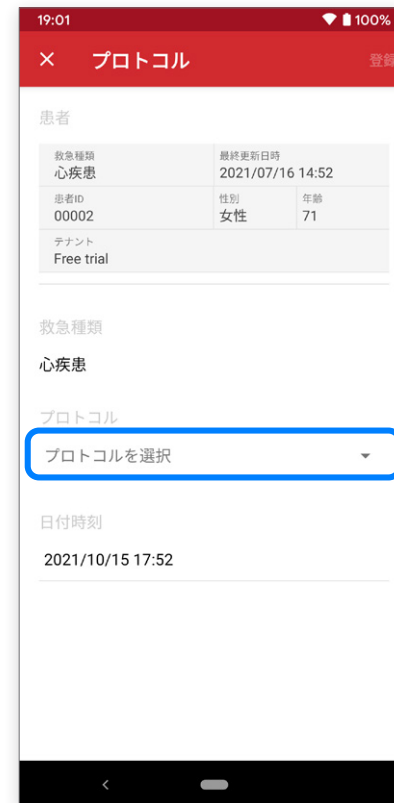 19:01 100%
プロトコル 登録
患者
救急種類 最終更新日時
心疾患 2021/07/16 14:52
患者ID 性別 年齢
00002 女性 71
テナント
Free trial
救急種類
心疾患
プロトコル
プロトコルを選択
日付時刻
2021/10/15 17:52